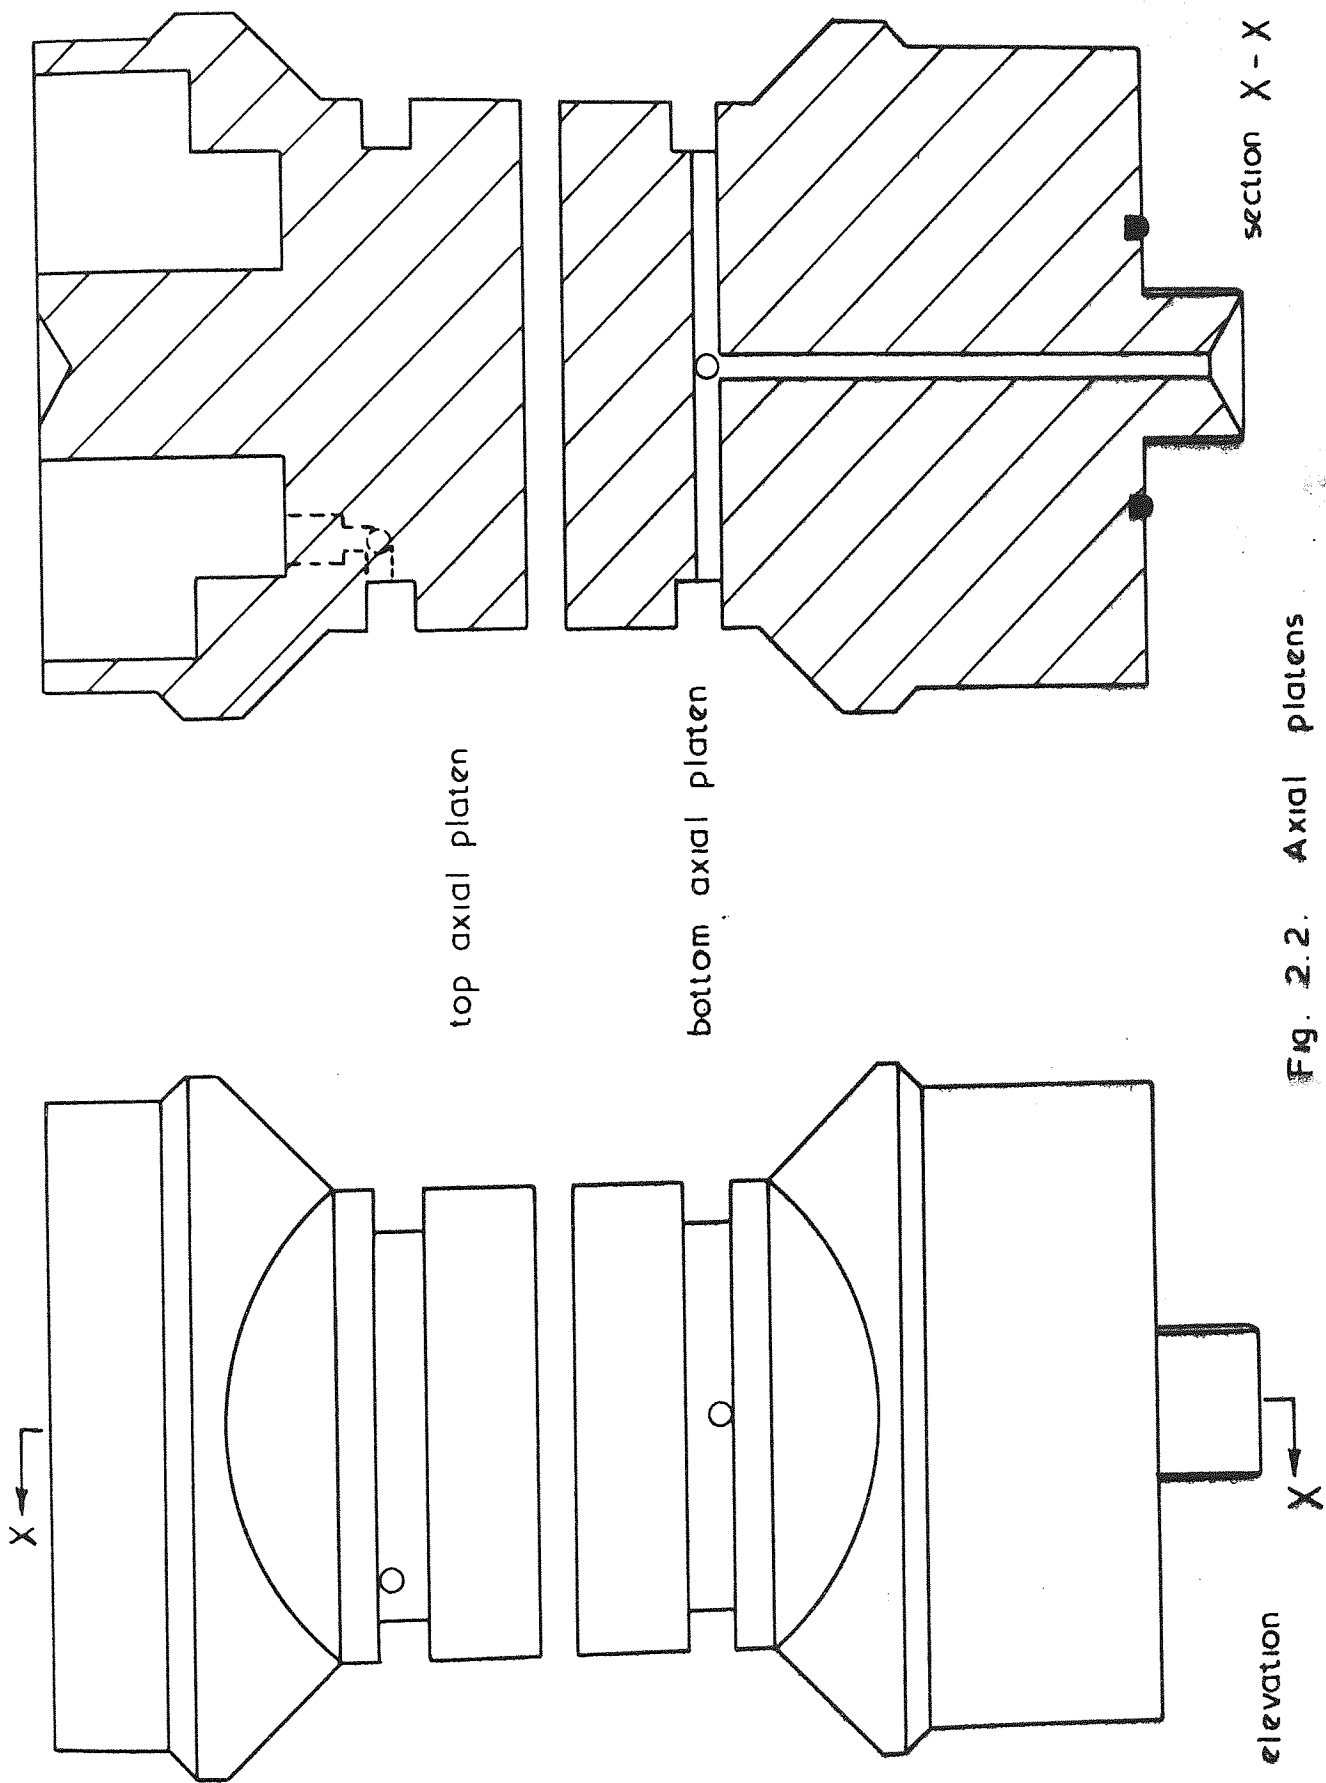 X
X
top axial platen
bottom axial platen
elevation
section X - X
Fig. 2.2. Axial platens